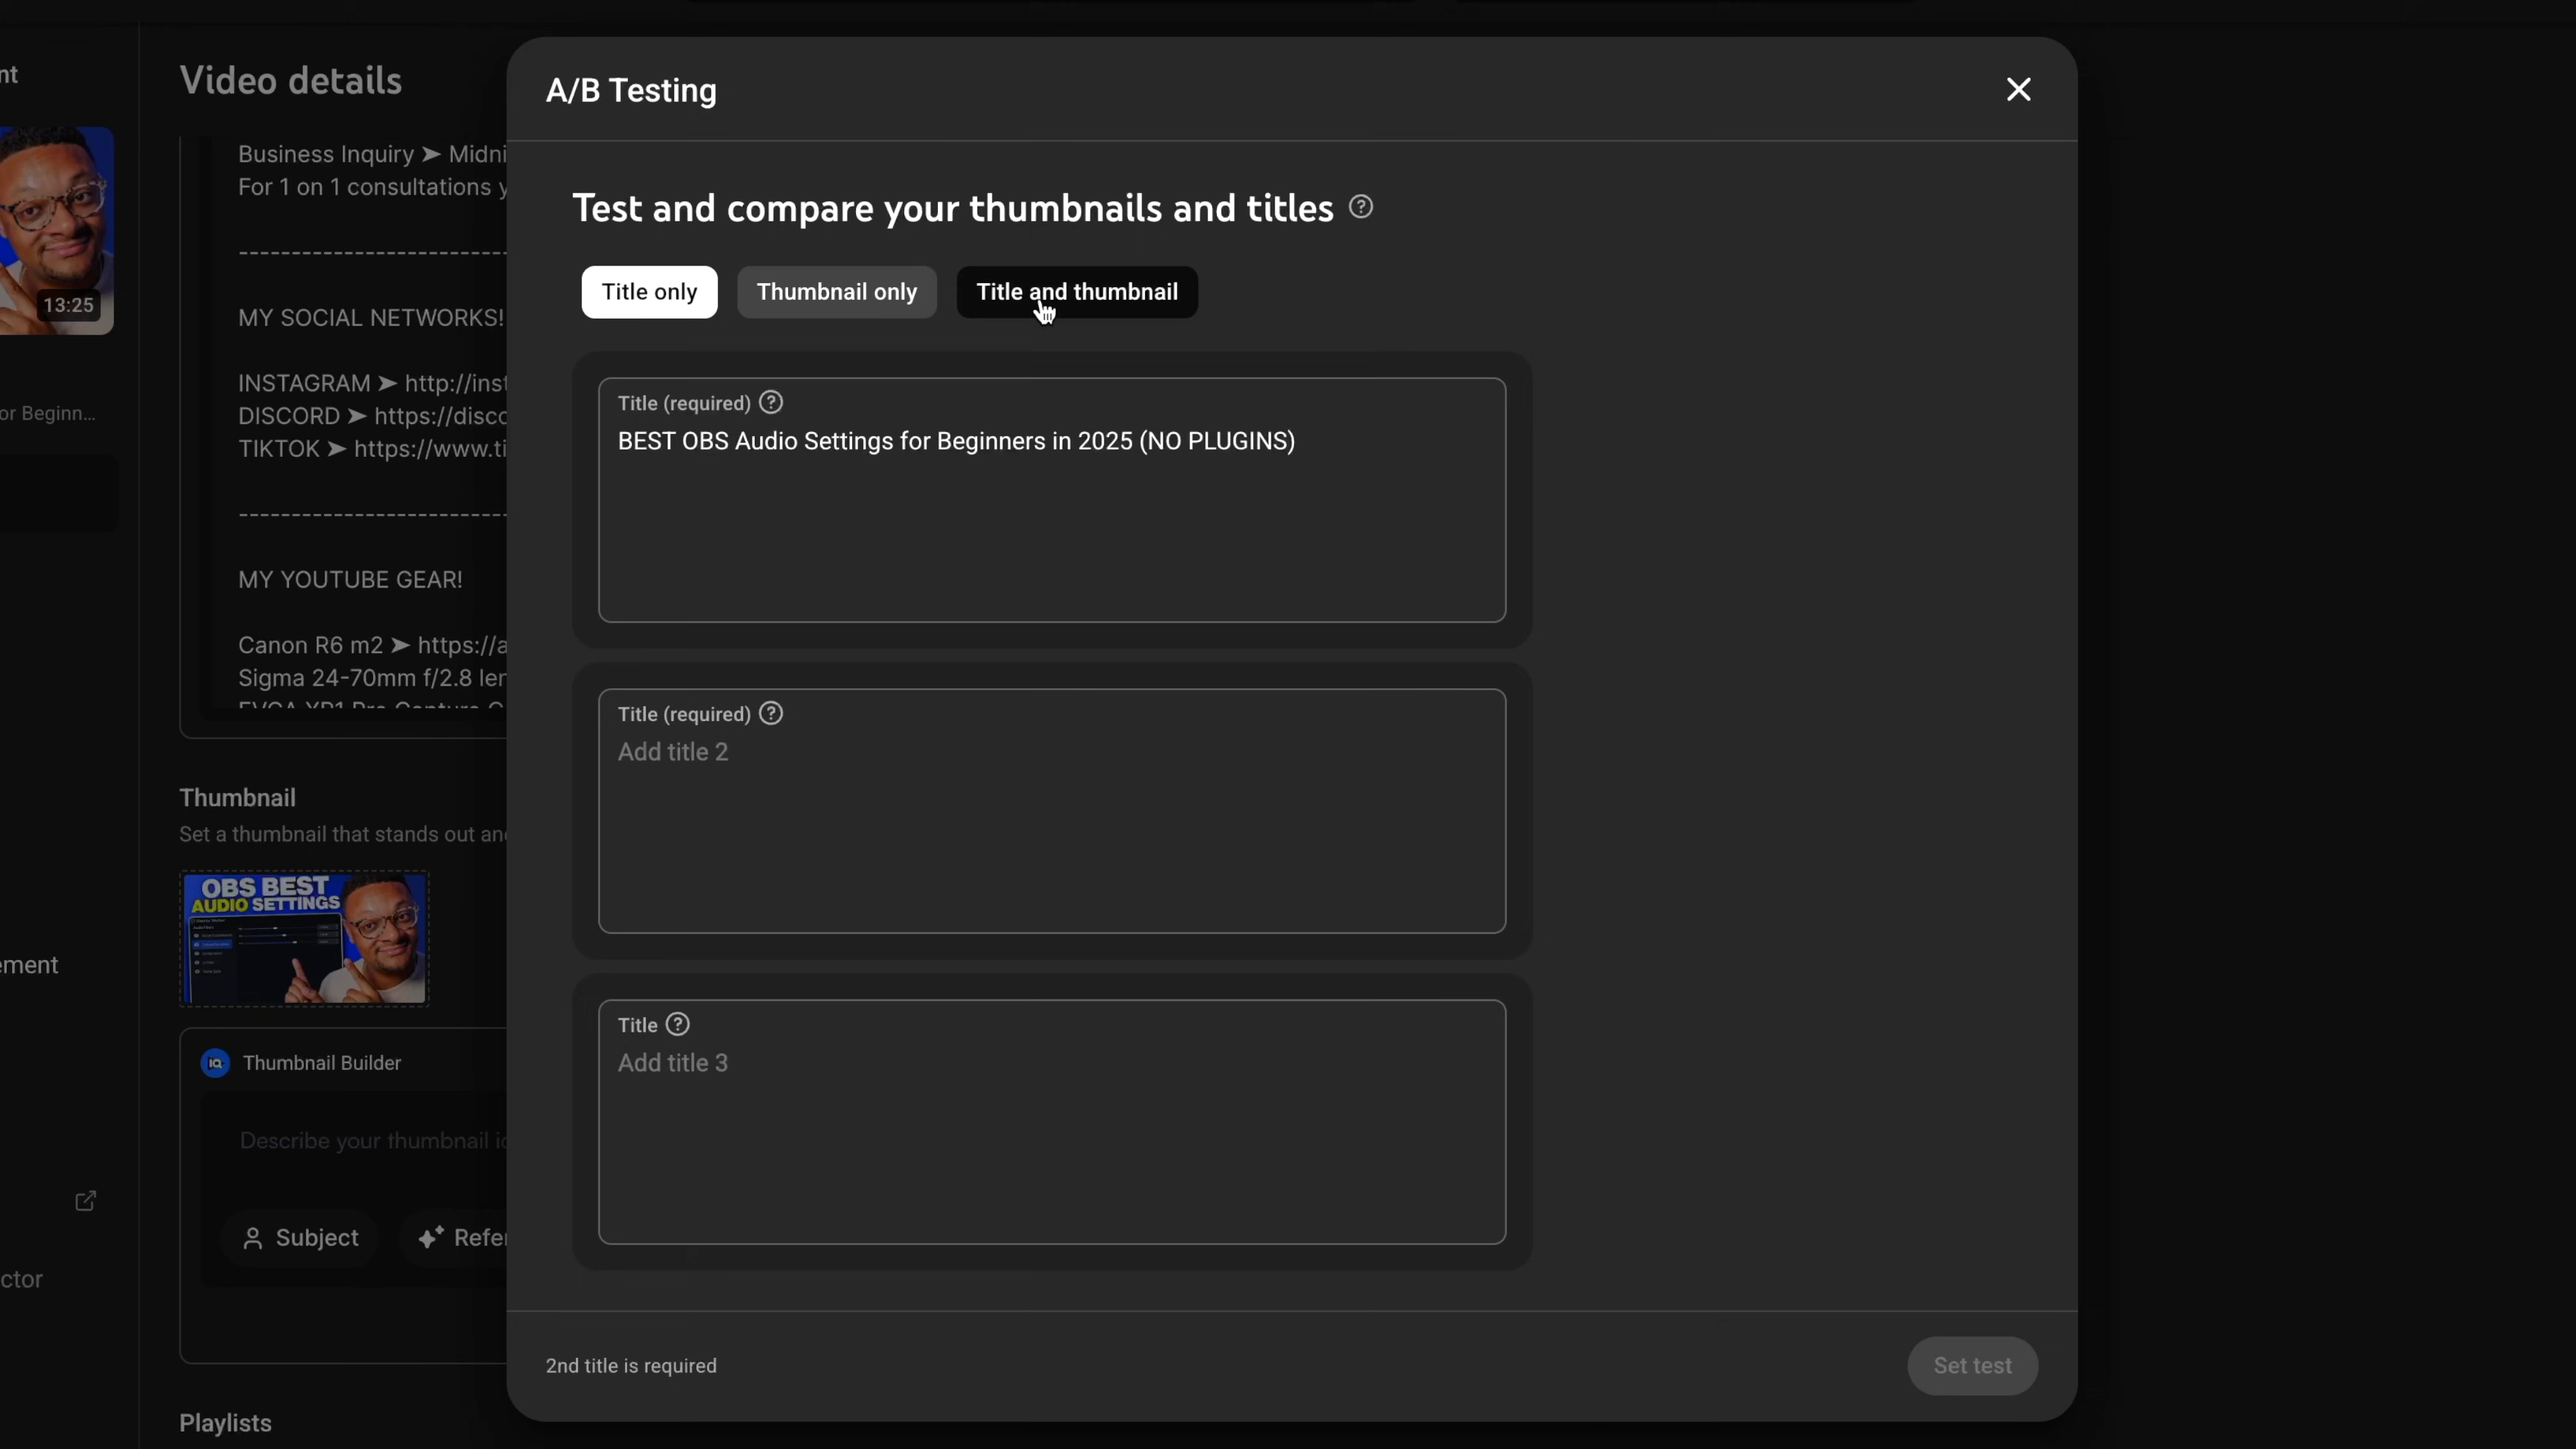 nt
Video details
13:25
or Beginn...
ement
ctor
Business Inquiry ➤ Midni
For 1 on 1 consultations y
--------------------------
MY SOCIAL NETWORKS!
INSTAGRAM ➤ http://inst
DISCORD ➤ https://disco
TIKTOK ➤ https://www.ti
--------------------------
MY YOUTUBE GEAR!
Canon R6 m2 ➤ https://a
Sigma 24-70mm f/2.8 ler
Thumbnail
Set a thumbnail that stands out an
OBS BEST
AUDIO SETTINGS
IQ Thumbnail Builder
Describe your thumbnail i
Subject Refer
Playlists
A/B Testing
Test and compare your thumbnails and titles ?
Title only Thumbnail only Title and thumbnail
Title (required) ?
BEST OBS Audio Settings for Beginners in 2025 (NO PLUGINS)
Title (required) ?
Add title 2
Title ?
Add title 3
2nd title is required Set test